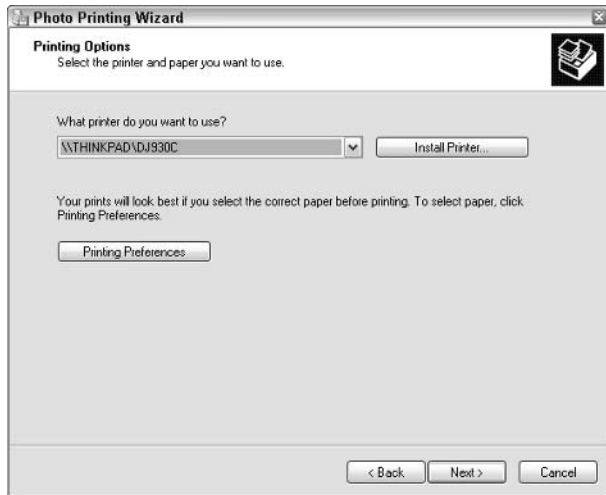 Photo Printing Wizard
Printing Options
Select the printer and paper you want to use.
What printer do you want to use?
\\THINKPAD\DJ930C
Install Printer...
Your prints will look best if you select the correct paper before printing. To select paper, click
Printing Preferences.
Printing Preferences
< Back
Next >
Cancel